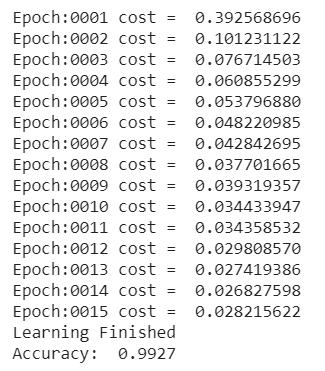 Epoch:0001 cost =  0.392568696
Epoch:0002 cost =  0.101231122
Epoch:0003 cost =  0.076714503
Epoch:0004 cost =  0.060855299
Epoch:0005 cost =  0.053796880
Epoch:0006 cost =  0.048220985
Epoch:0007 cost =  0.042842695
Epoch:0008 cost =  0.037701665
Epoch:0009 cost =  0.039319357
Epoch:0010 cost =  0.034433947
Epoch:0011 cost =  0.034358532
Epoch:0012 cost =  0.029808570
Epoch:0013 cost =  0.027419386
Epoch:0014 cost =  0.026827598
Epoch:0015 cost =  0.028215622
Learning Finished
Accuracy:  0.9927